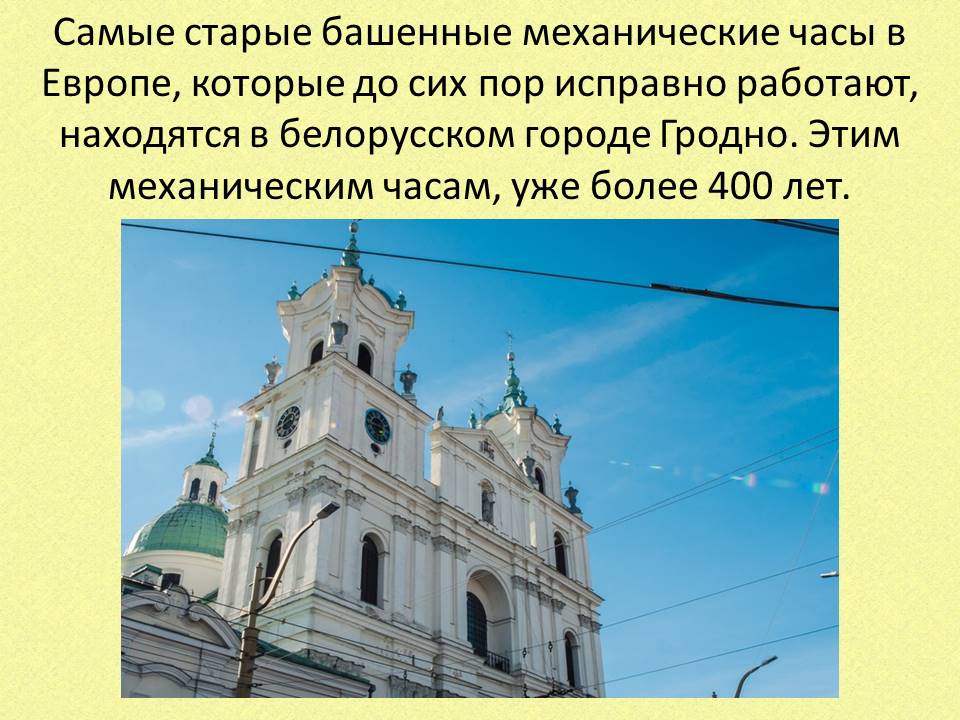 Самые старые башенные механические часы в
Европе, которые до сих пор исправно работают,
находятся в белорусском городе Гродно. Этим
механическим часам, уже более 400 лет.